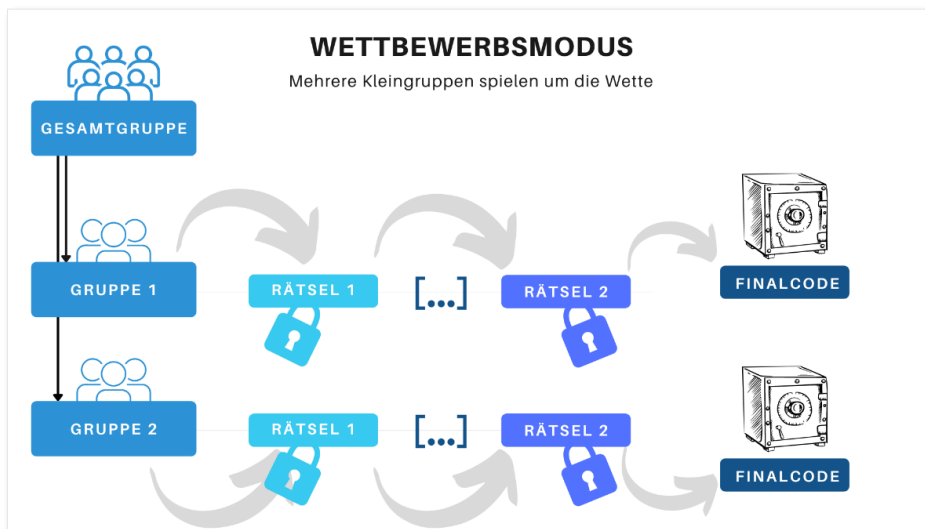 WETTBEWERBSMODUS
Mehrere Kleingruppen spielen um die Wette
GESAMTGRUPPE
GRUPPE 1
RÄTSEL 1
[...]
RÄTSEL 2
FINALCODE
GRUPPE 2
RÄTSEL 1
[...]
RÄTSEL 2
FINALCODE